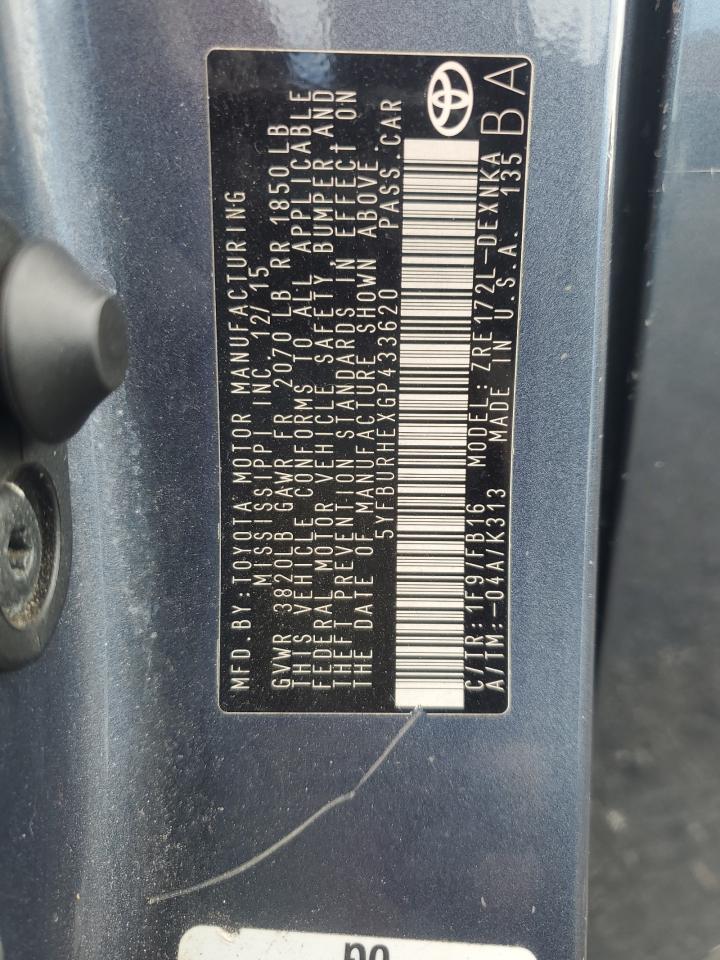 MFD.BY:TOYOTA MOTOR MANUFACTURING
MISSISSIPPI INC. 12/15
GVWR 3820LB GAWR FR 2070 LB RR 1850LB
THIS VEHICLE CONFORMS TO ALL APPLICABLE
FEDERAL MOTOR VEHICLE SAFETY, BUMPER AND
THEFT PREVENTION STANDARDS IN EFFECT ON
THE DATE OF MANUFACTURE SHOWN ABOVE.
5YFBURHEXGP433620 PASS. CAR
C/TR: 1F9/FB16 MODEL: ZRE172L-DEXNKA
A/TM:-04A/K313 MADE IN U.S.A. 135
BA